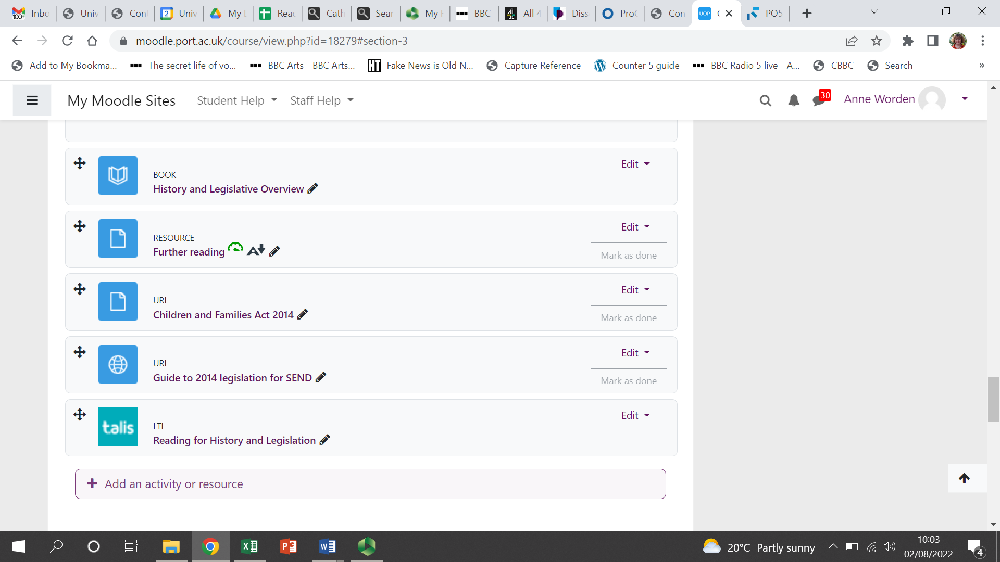 100+ Inbo Univ Con 2 Univ My D Reac Cath Sear My F BBC 4 All 4 Diss Pro Con UOP PO5
moodle.port.ac.uk/course/view.php?id=18279#section-3
Add to My Bookma... The secret life of vo... BBC Arts - BBC Arts... HT Fake News is Old N... Capture Reference Counter 5 guide BBC Radio 5 live - A... CBBC Search »
My Moodle Sites Student Help Staff Help 30 Anne Worden
BOOK
History and Legislative Overview
Edit
RESOURCE
Further reading
Edit
Mark as done
URL
Children and Families Act 2014
Edit
Mark as done
URL
Guide to 2014 legislation for SEND
Edit
Mark as done
talis
LTI
Reading for History and Legislation
Edit
Add an activity or resource
20°C Partly sunny
10:03
02/08/2022
4